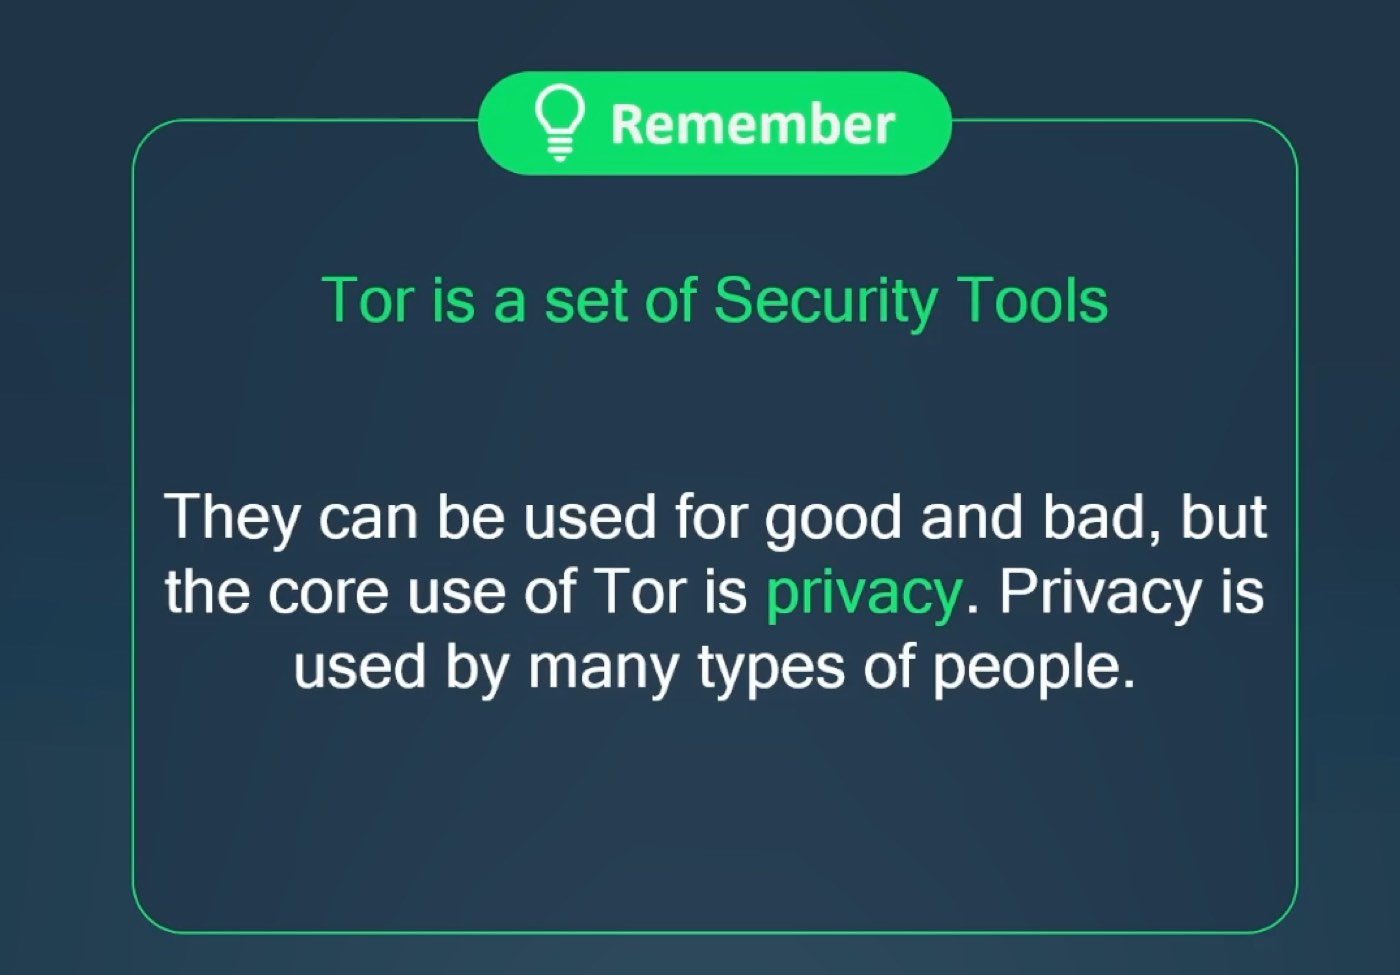 Remember
Tor is a set of Security Tools
They can be used for good and bad, but
the core use of Tor is privacy. Privacy is
used by many types of people.